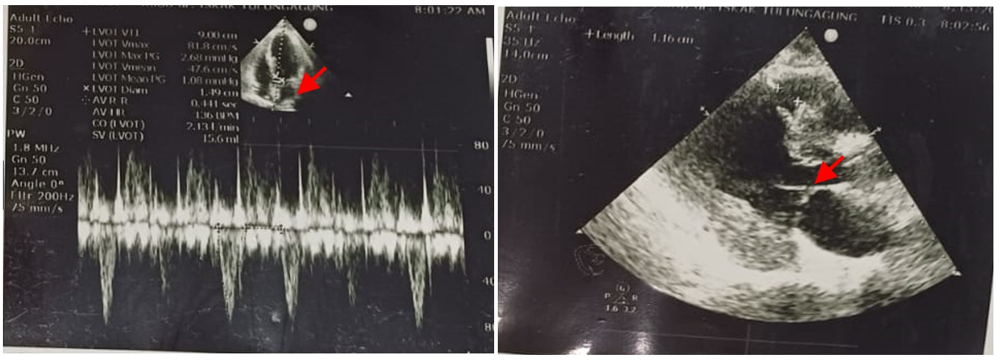 ISKAK TULUNGAGUNG
8:01:22 AM
Adult Echo
S5-1
20.0cm
2D
HGen
Gn 50
C 50
3/2/0
PW
1.8 MHz
Gn 50
13.7 cm
Angle 0°
Filtr 200Hz
75 mm/s
+ LVOT VTI 9.00 cm
LVOT Vmax 81.8 cm/s
LVOT Max PG 2.68 mmHg
LVOT Vmean 47.6 cm/s
LVOT Mean PG 1.08 mmHg
× LVOT Diam 1.49 cm
AV R-R 0.441 sec
AV HR 136 BPM
CO (LVOT) 2.13 l/min
SV (LVOT) 15.6 ml
80
40
0
40
80
ISKAK TULUNGAGUNG
TIS 0.3
8:02:56
Adult Echo
S5-1
35 Hz
14.0cm
2D
HGen
Gn 50
C 50
3/2/0
75 mm/s
+ Length 1.16 cm
(G)
P R
1.6 3.2